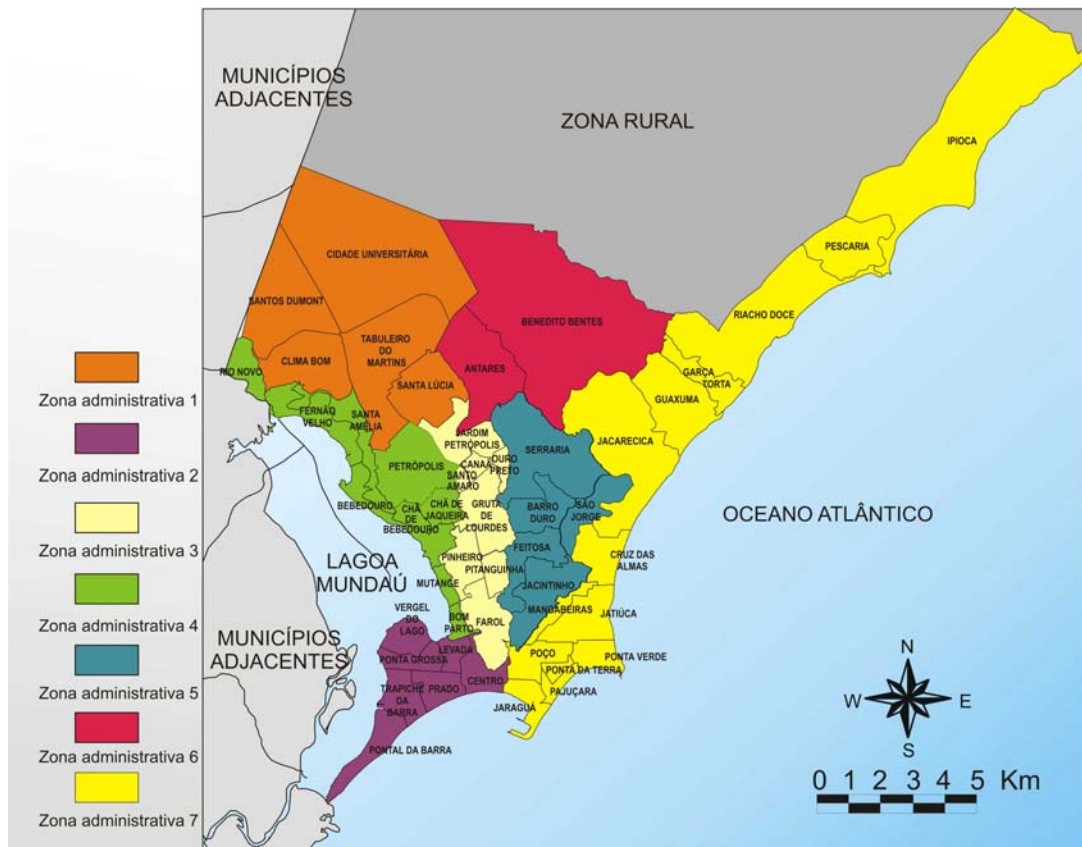 MUNICÍPIOS
ADJACENTES
ZONA RURAL
IPIOCA
PESCARIA
RIACHO DOCE
CIDADE UNIVERSITÁRIA
SANTOS DUMONT
BENEDITO BENTES
TABULEIRO
DO
MARTINS
CLIMA BOM
RIO NOVO
ANTARES
GARÇA
TORTA
SANTA LÚCIA
GUAXUMA
FERNÃO
VELHO
SANTA
AMÉLIA
JARDIM
PETRÓPOLIS
JACARECICA
SERRARIA
PETRÓPOLIS
CANAÃ
OURO
PRETO
SANTO
AMARO
BEBEDOURO
CHÃ
DE
BEBEDOURO
CHÃ DE
JAQUEIRA
GRUTA
DE
LOURDES
BARRO
DURO
SÃO
JORGE
OCEANO ATLÂNTICO
FEITOSA
CRUZ DAS
ALMAS
LAGOA
MUNDAÚ
PINHEIRO
PITANGUINHA
MUTANGE
JACINTINHO
MANGABEIRAS
JATIÚCA
VERGEL
DO
LAGO
BOM
PARTO
FAROL
MUNICÍPIOS
ADJACENTES
LEVADA
POÇO
PONTA VERDE
PONTA GROSSA
PONTA DA TERRA
CENTRO
TRAPICHE
DA
BARRA
PRADO
PAJUÇARA
JARAGUÁ
PONTAL DA BARRA
Zona administrativa 1
Zona administrativa 2
Zona administrativa 3
Zona administrativa 4
Zona administrativa 5
Zona administrativa 6
Zona administrativa 7
N
W E
S
0 1 2 3 4 5 Km